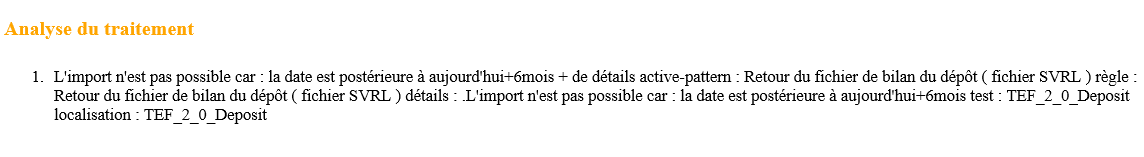 Analyse du traitement
1. L'import n'est pas possible car : la date est postérieure à aujourd'hui+6mois + de détails active-pattern : Retour du fichier de bilan du dépôt ( fichier SVRL ) règle :
Retour du fichier de bilan du dépôt ( fichier SVRL ) détails : .L'import n'est pas possible car : la date est postérieure à aujourd'hui+6mois test : TEF_2_0_Deposit
localisation : TEF_2_0_Deposit